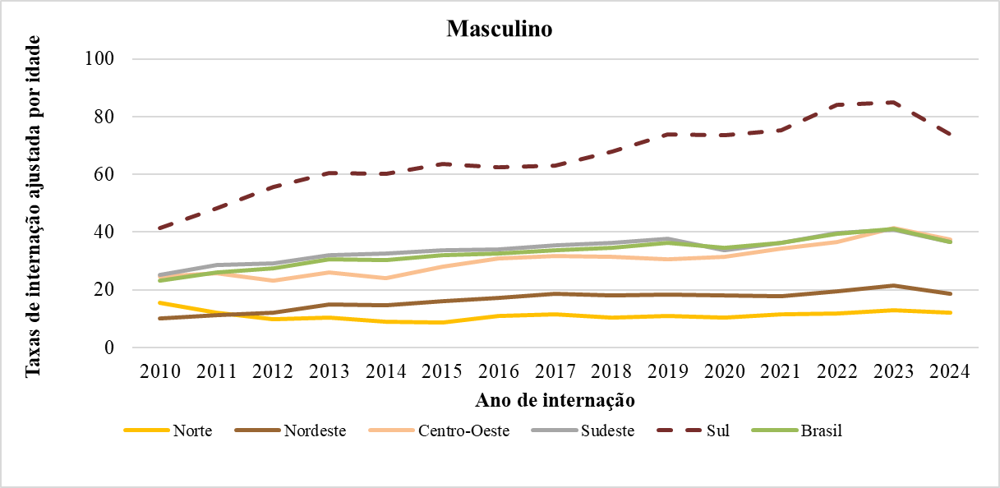 Masculino
Taxas de internação ajustada por idade
100
80
60
40
20
0
2010 2011 2012 2013 2014 2015 2016 2017 2018 2019 2020 2021 2022 2023 2024
Ano de internação
Norte Nordeste Centro-Oeste Sudeste Sul Brasil